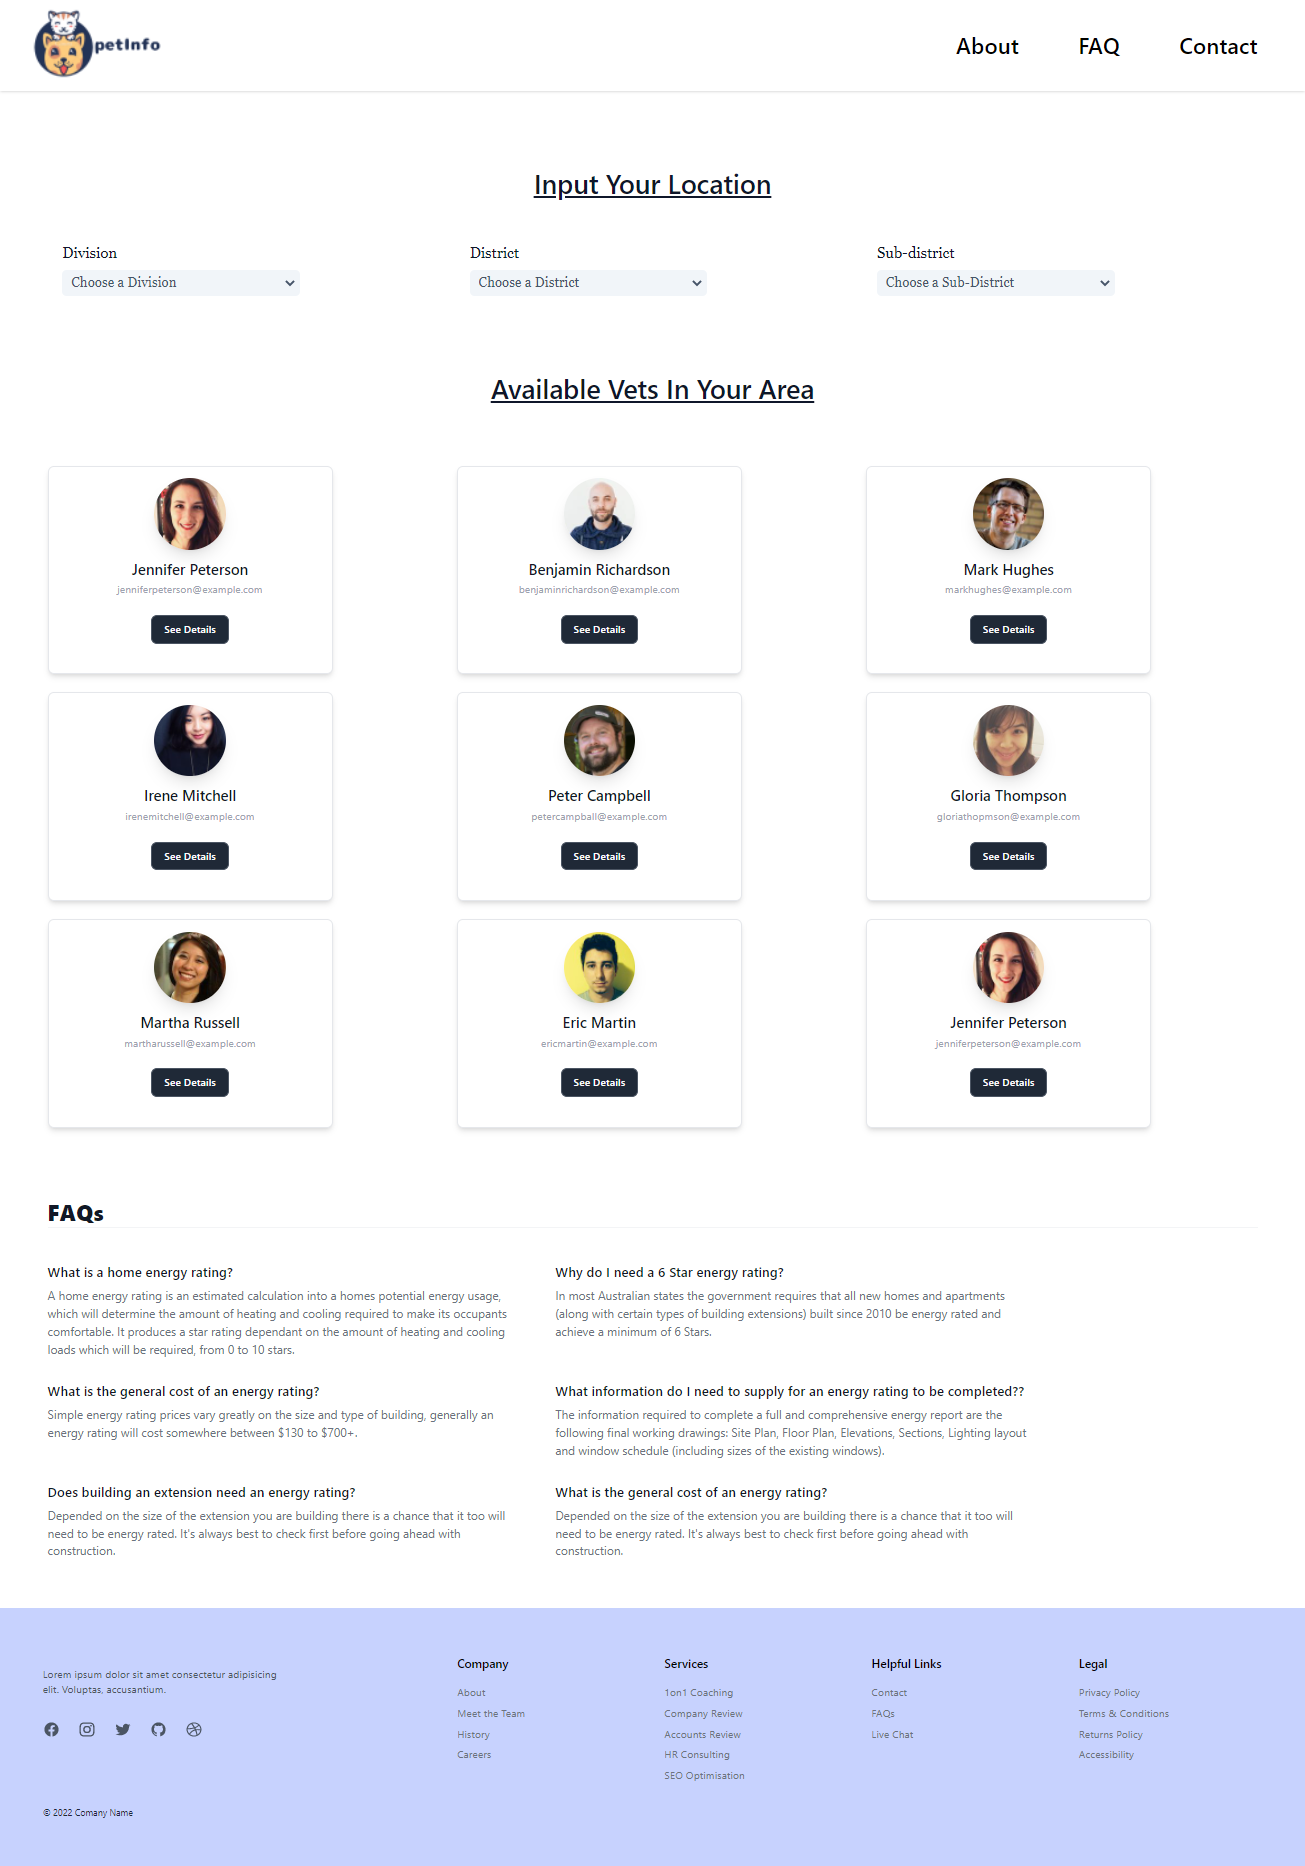 petInfo
About
FAQ
Contact
Input Your Location
Division
District
Sub-district
Choose a Division
Choose a District
Choose a Sub-District
Available Vets In Your Area
Jennifer Peterson
jenniferpeterson@example.com
See Details
Benjamin Richardson
benjaminrichardson@example.com
See Details
Mark Hughes
markhughes@example.com
See Details
Irene Mitchell
irenemitchell@example.com
See Details
Peter Campbell
petercampball@example.com
See Details
Gloria Thompson
gloriathopmson@example.com
See Details
Martha Russell
martharussell@example.com
See Details
Eric Martin
ericmartin@example.com
See Details
Jennifer Peterson
jenniferpeterson@example.com
See Details
FAQs
What is a home energy rating?
A home energy rating is an estimated calculation into a homes potential energy usage,
which will determine the amount of heating and cooling required to make its occupants
comfortable. It produces a star rating dependant on the amount of heating and cooling
loads which will be required, from 0 to 10 stars.
Why do I need a 6 Star energy rating?
In most Australian states the government requires that all new homes and apartments
(along with certain types of building extensions) built since 2010 be energy rated and
achieve a minimum of 6 Stars.
What is the general cost of an energy rating?
Simple energy rating prices vary greatly on the size and type of building, generally an
energy rating will cost somewhere between $130 to $700+.
What information do I need to supply for an energy rating to be completed??
The information required to complete a full and comprehensive energy report are the
following final working drawings: Site Plan, Floor Plan, Elevations, Sections, Lighting layout
and window schedule (including sizes of the existing windows).
Does building an extension need an energy rating?
Depended on the size of the extension you are building there is a chance that it too will
need to be energy rated. It's always best to check first before going ahead with
construction.
What is the general cost of an energy rating?
Depended on the size of the extension you are building there is a chance that it too will
need to be energy rated. It's always best to check first before going ahead with
construction.
Lorem ipsum dolor sit amet consectetur adipisicing
elit. Voluptas, accusantium.
Company
About
Meet the Team
History
Careers
Services
1on1 Coaching
Company Review
Accounts Review
HR Consulting
SEO Optimisation
Helpful Links
Contact
FAQs
Live Chat
Legal
Privacy Policy
Terms & Conditions
Returns Policy
Accessibility
© 2022 Comany Name